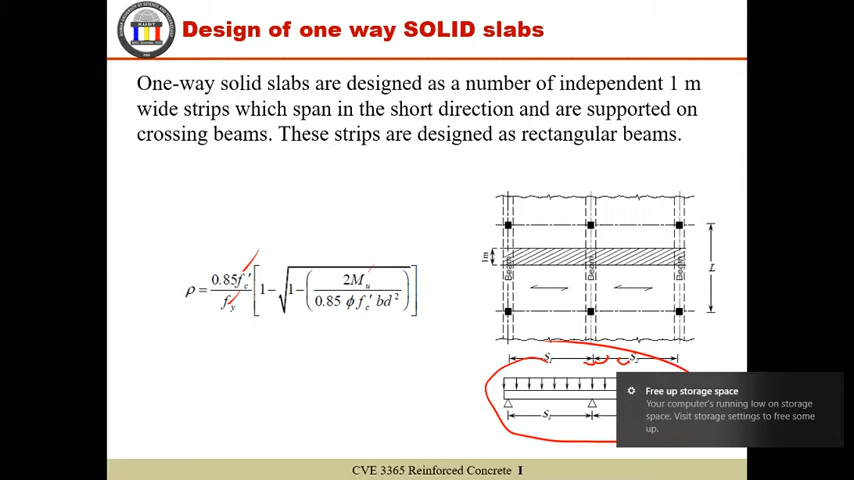 KUST
Design of one way SOLID slabs
One-way solid slabs are designed as a number of independent 1 m
wide strips which span in the short direction and are supported on
crossing beams. These strips are designed as rectangular beams.
ρ = 0.85f'c / fy [1 − √(1 − (2Mu / 0.85 ϕ f'c bd²))]
1m
Beam
Beam
Beam
L
S1
S2
S1
Free up storage space
Your computer's running low on storage
space. Visit storage settings to free some
up.
CVE 3365 Reinforced Concrete I